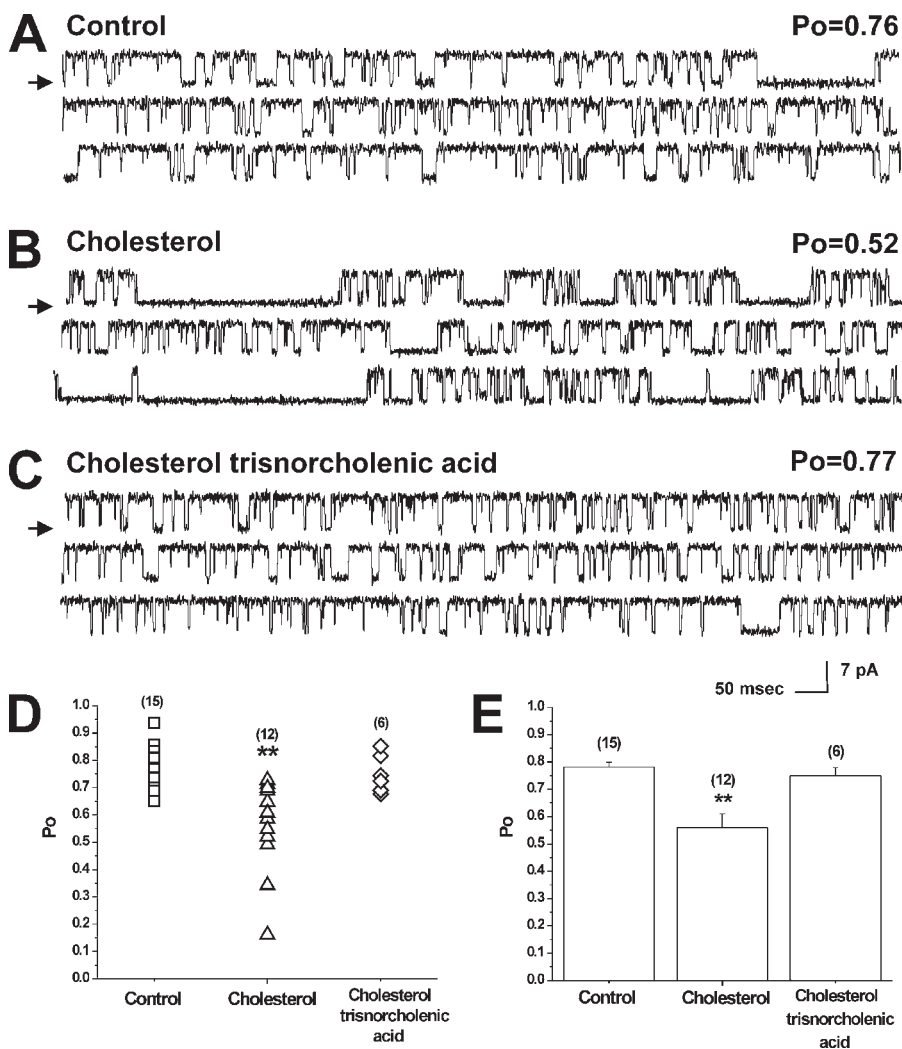 A Control Po=0.76
B Cholesterol Po=0.52
C Cholesterol trisnorcholenic acid Po=0.77
7 pA
50 msec
D
(15)
(12)
**
(6)
Po
1.0
0.9
0.8
0.7
0.6
0.5
0.4
0.3
0.2
0.1
0.0
Control
Cholesterol
Cholesterol
trisnorcholenic
acid
E
(15)
(12)
**
(6)
Po
1.0
0.9
0.8
0.7
0.6
0.5
0.4
0.3
0.2
0.1
0.0
Control
Cholesterol
Cholesterol
trisnorcholenic
acid